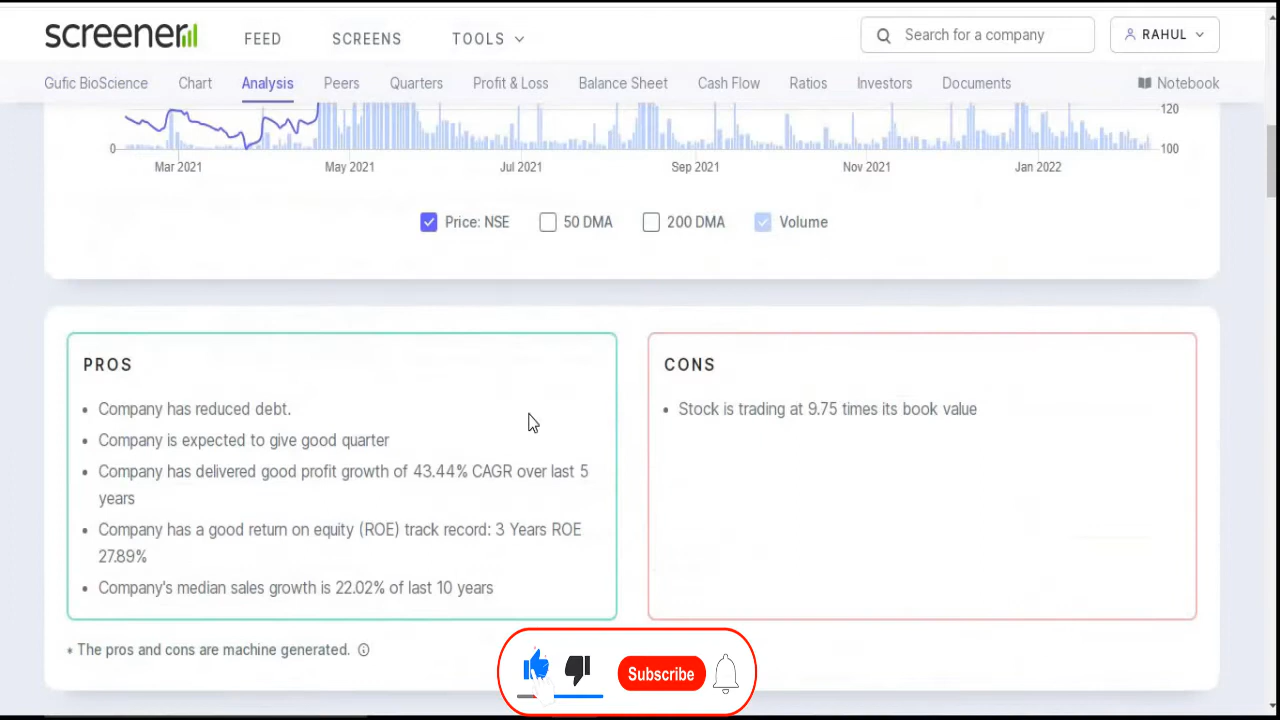 screener
FEED
SCREENS
TOOLS
Search for a company
RAHUL
Gufic BioScience
Chart
Analysis
Peers
Quarters
Profit & Loss
Balance Sheet
Cash Flow
Ratios
Investors
Documents
Notebook
120
0
100
Mar 2021
May 2021
Jul 2021
Sep 2021
Nov 2021
Jan 2022
Price: NSE
50 DMA
200 DMA
Volume
PROS
• Company has reduced debt.
• Company is expected to give good quarter
• Company has delivered good profit growth of 43.44% CAGR over last 5
years
• Company has a good return on equity (ROE) track record: 3 Years ROE
27.89%
• Company's median sales growth is 22.02% of last 10 years
CONS
• Stock is trading at 9.75 times its book value
* The pros and cons are machine generated.
Subscribe